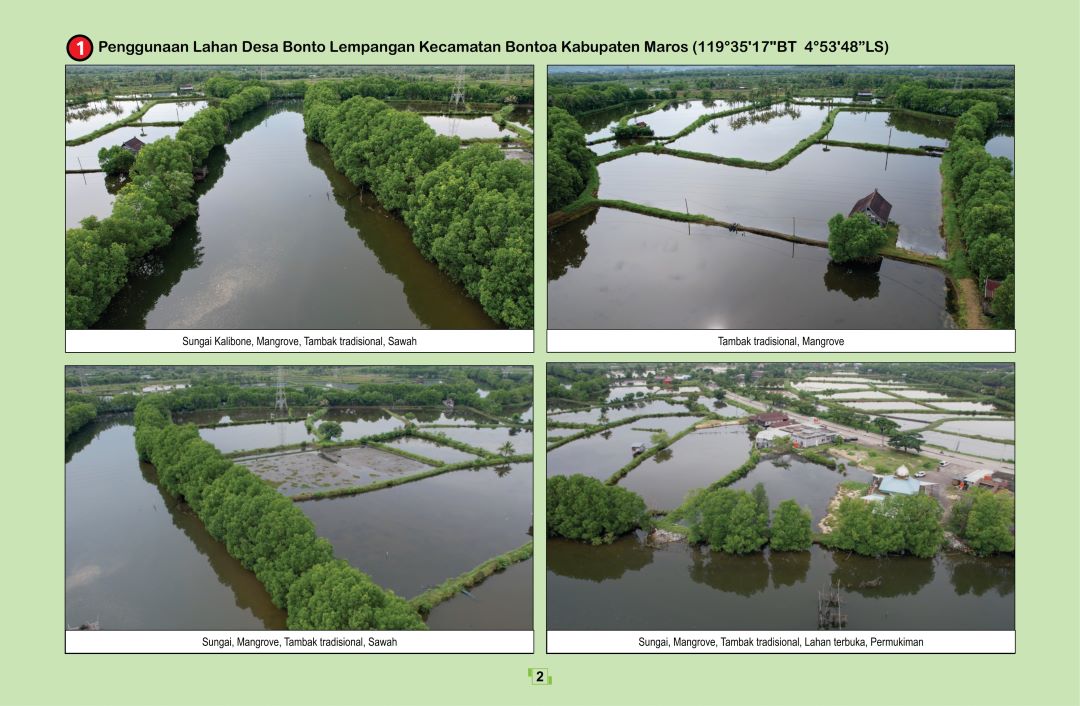 1 Penggunaan Lahan Desa Bonto Lempangan Kecamatan Bontoa Kabupaten Maros (119°35'17"BT  4°53'48”LS)
Sungai Kalibone, Mangrove, Tambak tradisional, Sawah
Tambak tradisional, Mangrove
Sungai, Mangrove, Tambak tradisional, Sawah
Sungai, Mangrove, Tambak tradisional, Lahan terbuka, Permukiman
2